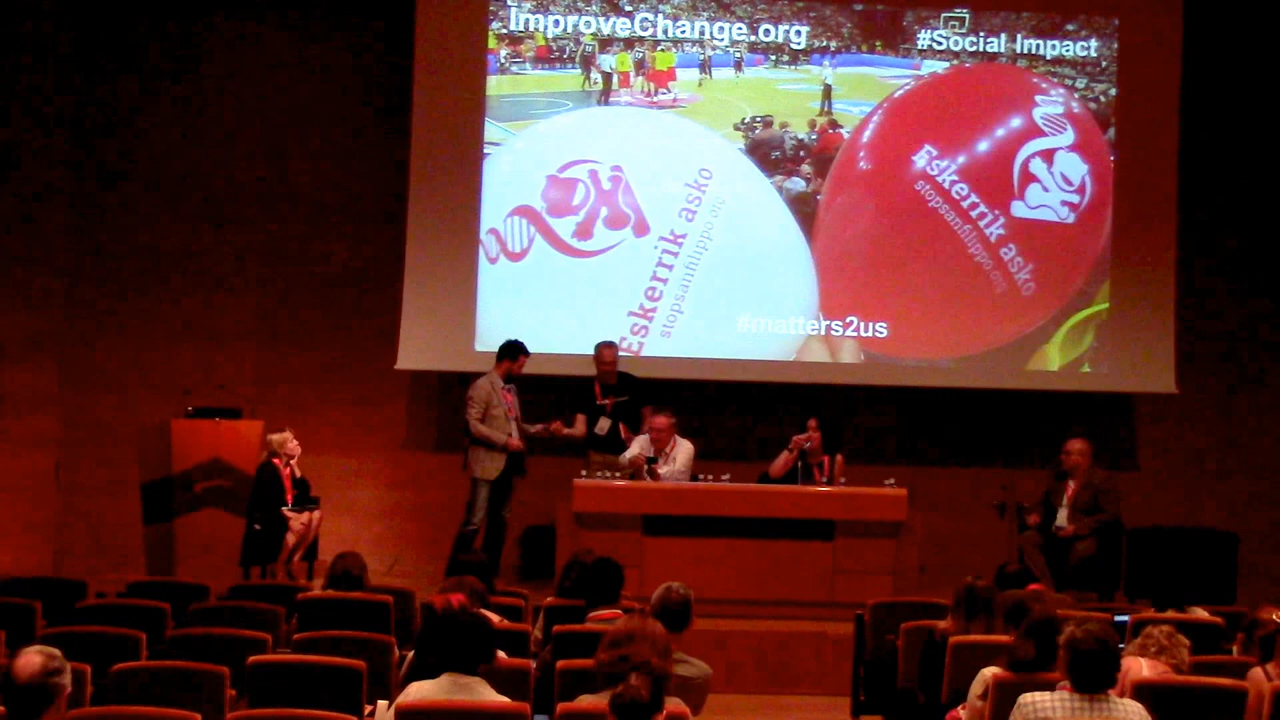 ImproveChange.org
#Social Impact
Eskerrik asko
stopsanfilippo.org
Eskerrik asko
stopsanfilippo.org
#matters2us